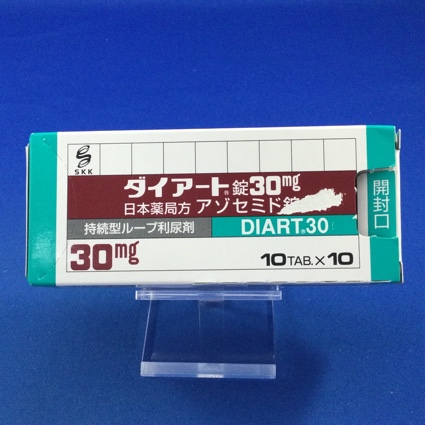 SKK
ダイアート®錠30mg
日本薬局方 アゾセミド錠
持続型ループ利尿剤 DIART®30
30mg
10TAB.×10
開封口